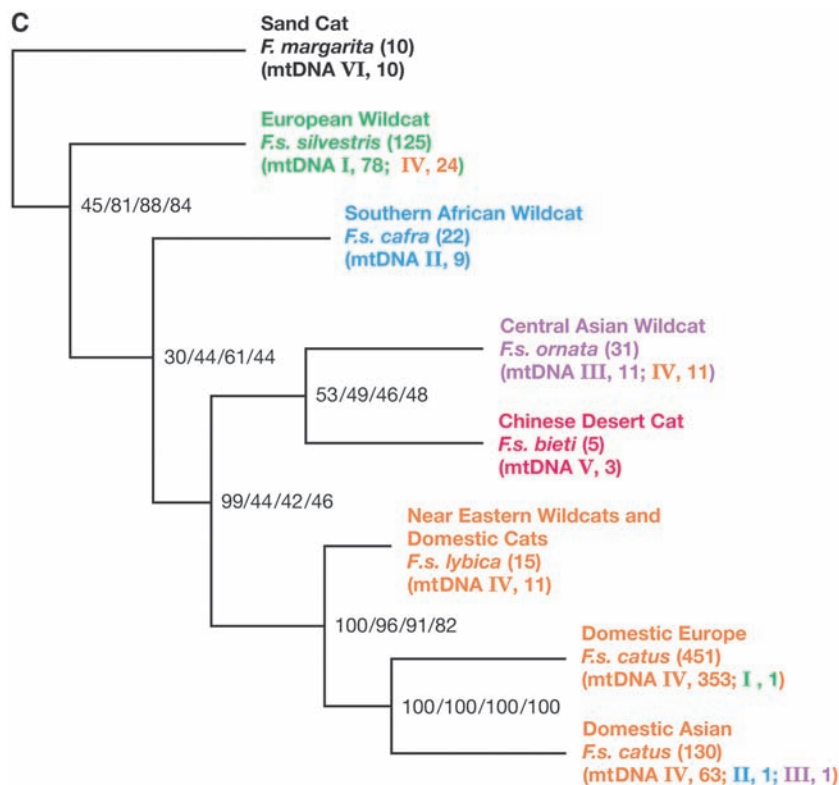 C
Sand Cat
F. margarita (10)
(mtDNA VI, 10)
European Wildcat
F.s. silvestris (125)
(mtDNA I, 78; IV, 24)
45/81/88/84
Southern African Wildcat
F.s. cafra (22)
(mtDNA II, 9)
30/44/61/44
Central Asian Wildcat
F.s. ornata (31)
(mtDNA III, 11; IV, 11)
53/49/46/48
Chinese Desert Cat
F.s. bieti (5)
(mtDNA V, 3)
99/44/42/46
Near Eastern Wildcats and
Domestic Cats
F.s. lybica (15)
(mtDNA IV, 11)
100/96/91/82
Domestic Europe
F.s. catus (451)
(mtDNA IV, 353; I , 1)
100/100/100/100
Domestic Asian
F.s. catus (130)
(mtDNA IV, 63; II, 1; III, 1)